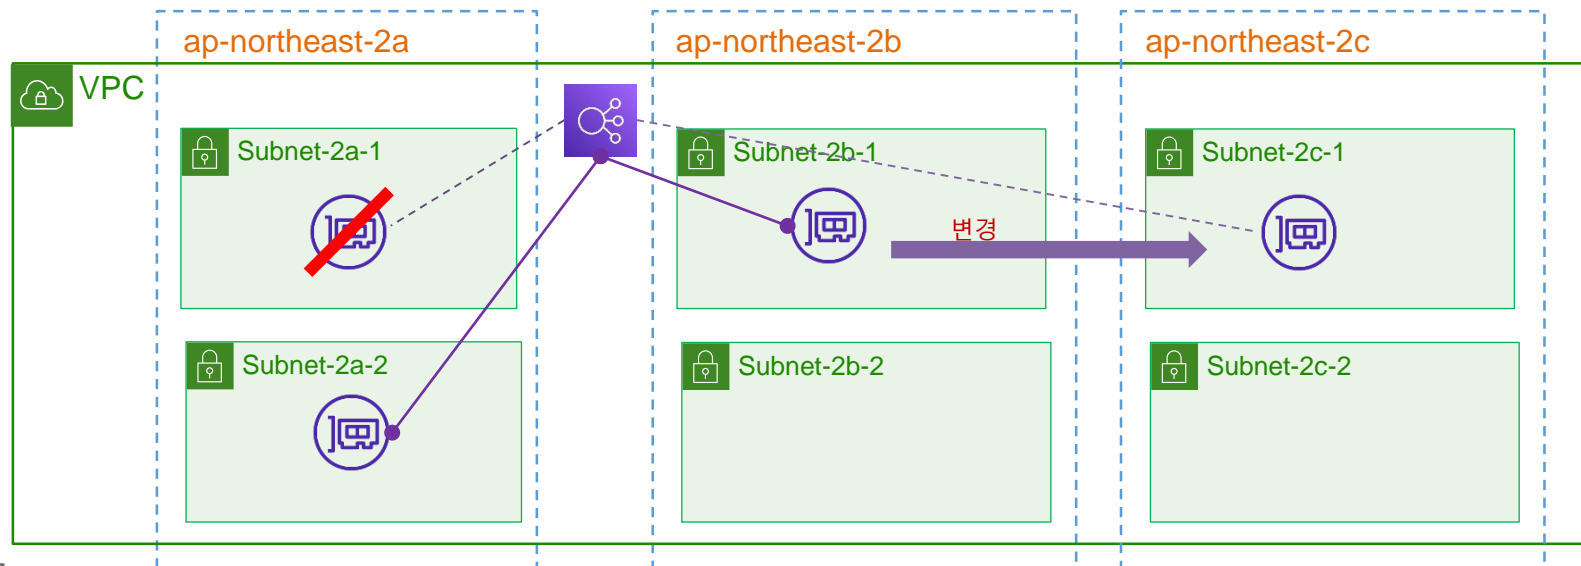 ap-northeast-2a
ap-northeast-2b
ap-northeast-2c
VPC
Subnet-2a-1
Subnet-2b-1
Subnet-2c-1
변경
Subnet-2a-2
Subnet-2b-2
Subnet-2c-2